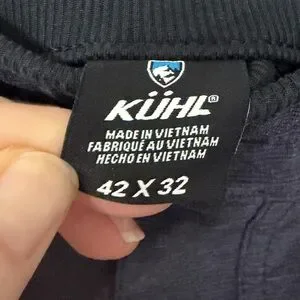 KÜHL®
MADE IN VIETNAM
FABRIQUÉ AU VIETNAM
HECHO EN VIETNAM
42 X 32